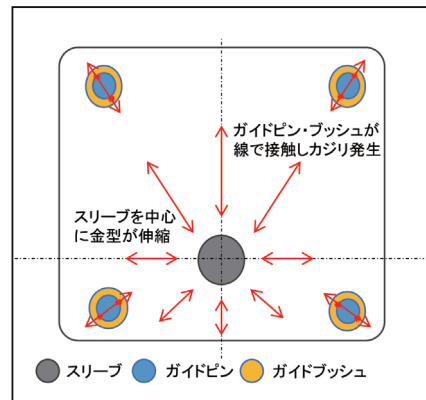 ガイドピン・ブッシュが
線で接触しカジリ発生
スリーブを中心
に金型が伸縮
スリーブ ガイドピン ガイドブッシュ